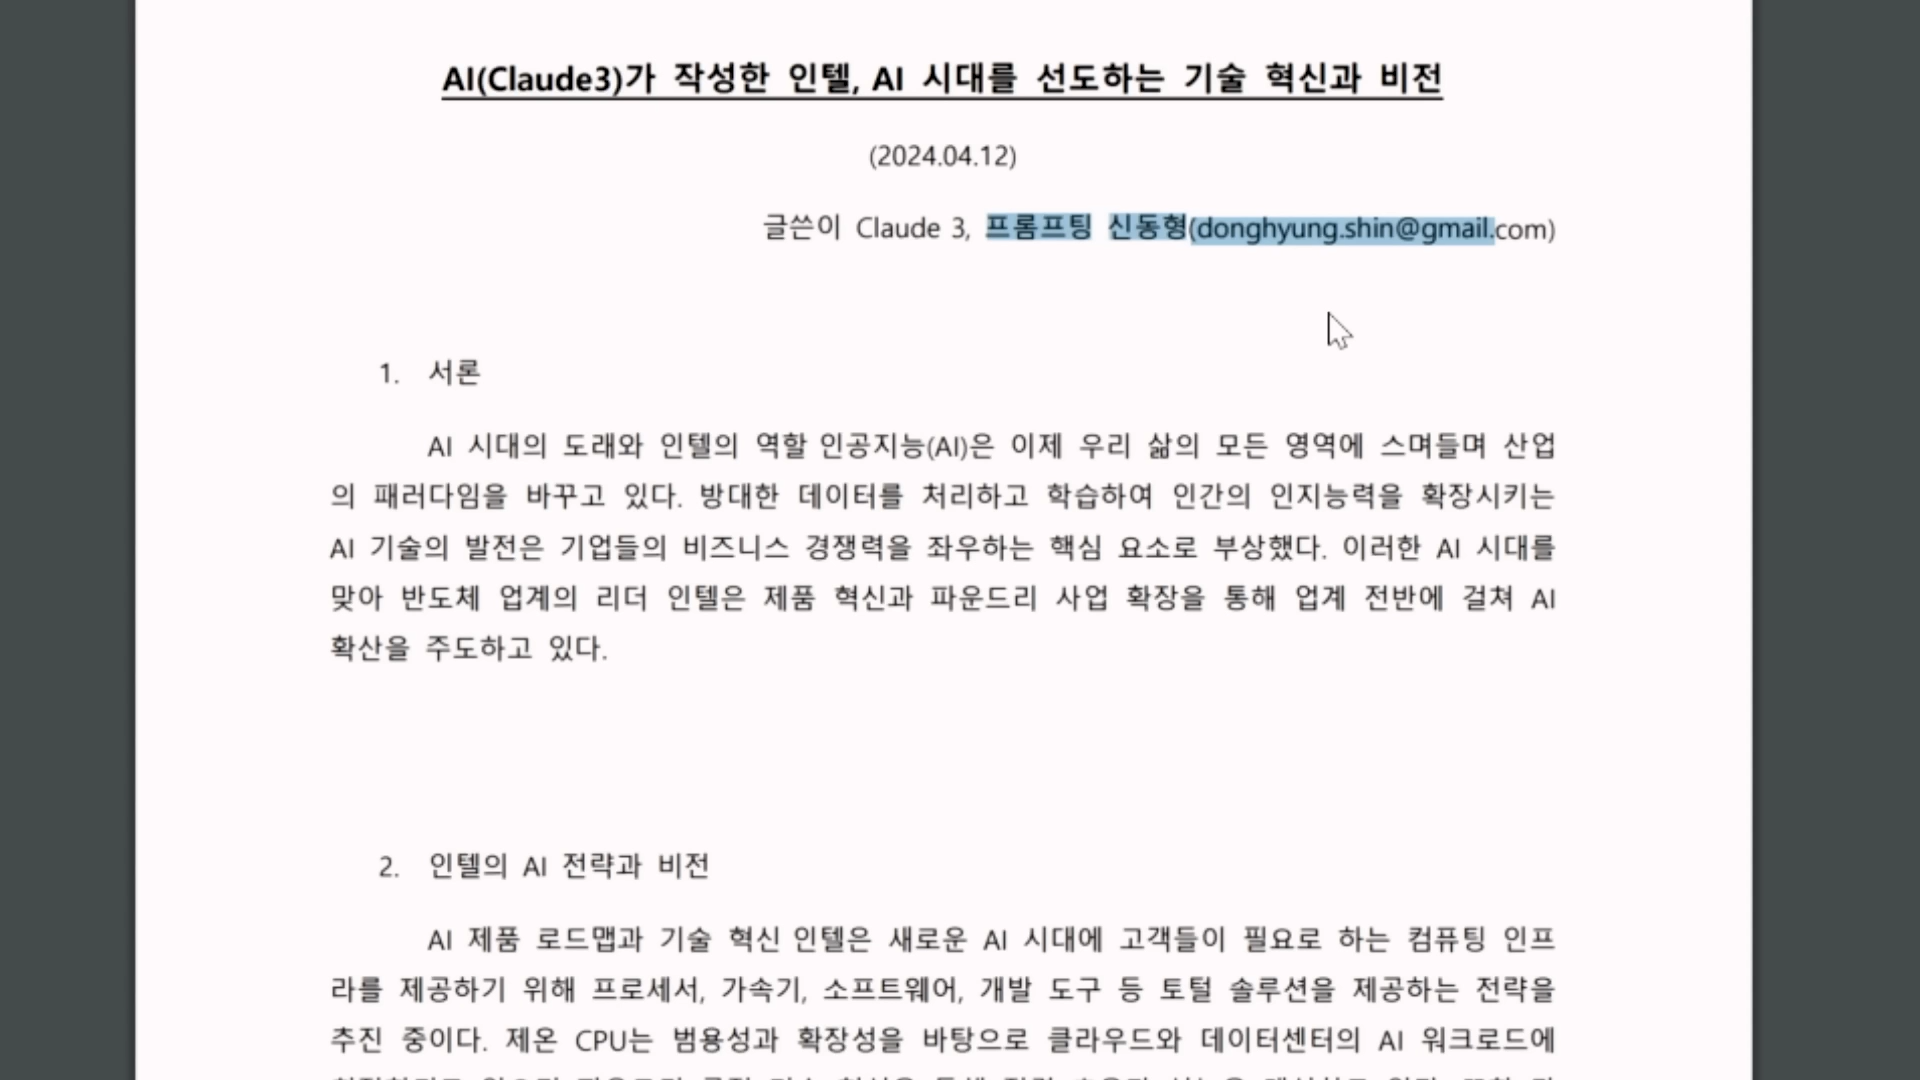 AI(Claude3)가 작성한 인텔, AI 시대를 선도하는 기술 혁신과 비전
(2024.04.12)
글쓴이 Claude 3, 프롬프팅 신동형(donghyung.shin@gmail.com)
1. 서론
AI 시대의 도래와 인텔의 역할 인공지능(AI)은 이제 우리 삶의 모든 영역에 스며들며 산업
의 패러다임을 바꾸고 있다. 방대한 데이터를 처리하고 학습하여 인간의 인지능력을 확장시키는
AI 기술의 발전은 기업들의 비즈니스 경쟁력을 좌우하는 핵심 요소로 부상했다. 이러한 AI 시대를
맞아 반도체 업계의 리더 인텔은 제품 혁신과 파운드리 사업 확장을 통해 업계 전반에 걸쳐 AI
확산을 주도하고 있다.
2. 인텔의 AI 전략과 비전
AI 제품 로드맵과 기술 혁신 인텔은 새로운 AI 시대에 고객들이 필요로 하는 컴퓨팅 인프
라를 제공하기 위해 프로세서, 가속기, 소프트웨어, 개발 도구 등 토털 솔루션을 제공하는 전략을
추진 중이다. 제온 CPU는 범용성과 확장성을 바탕으로 클라우드와 데이터센터의 AI 워크로드에